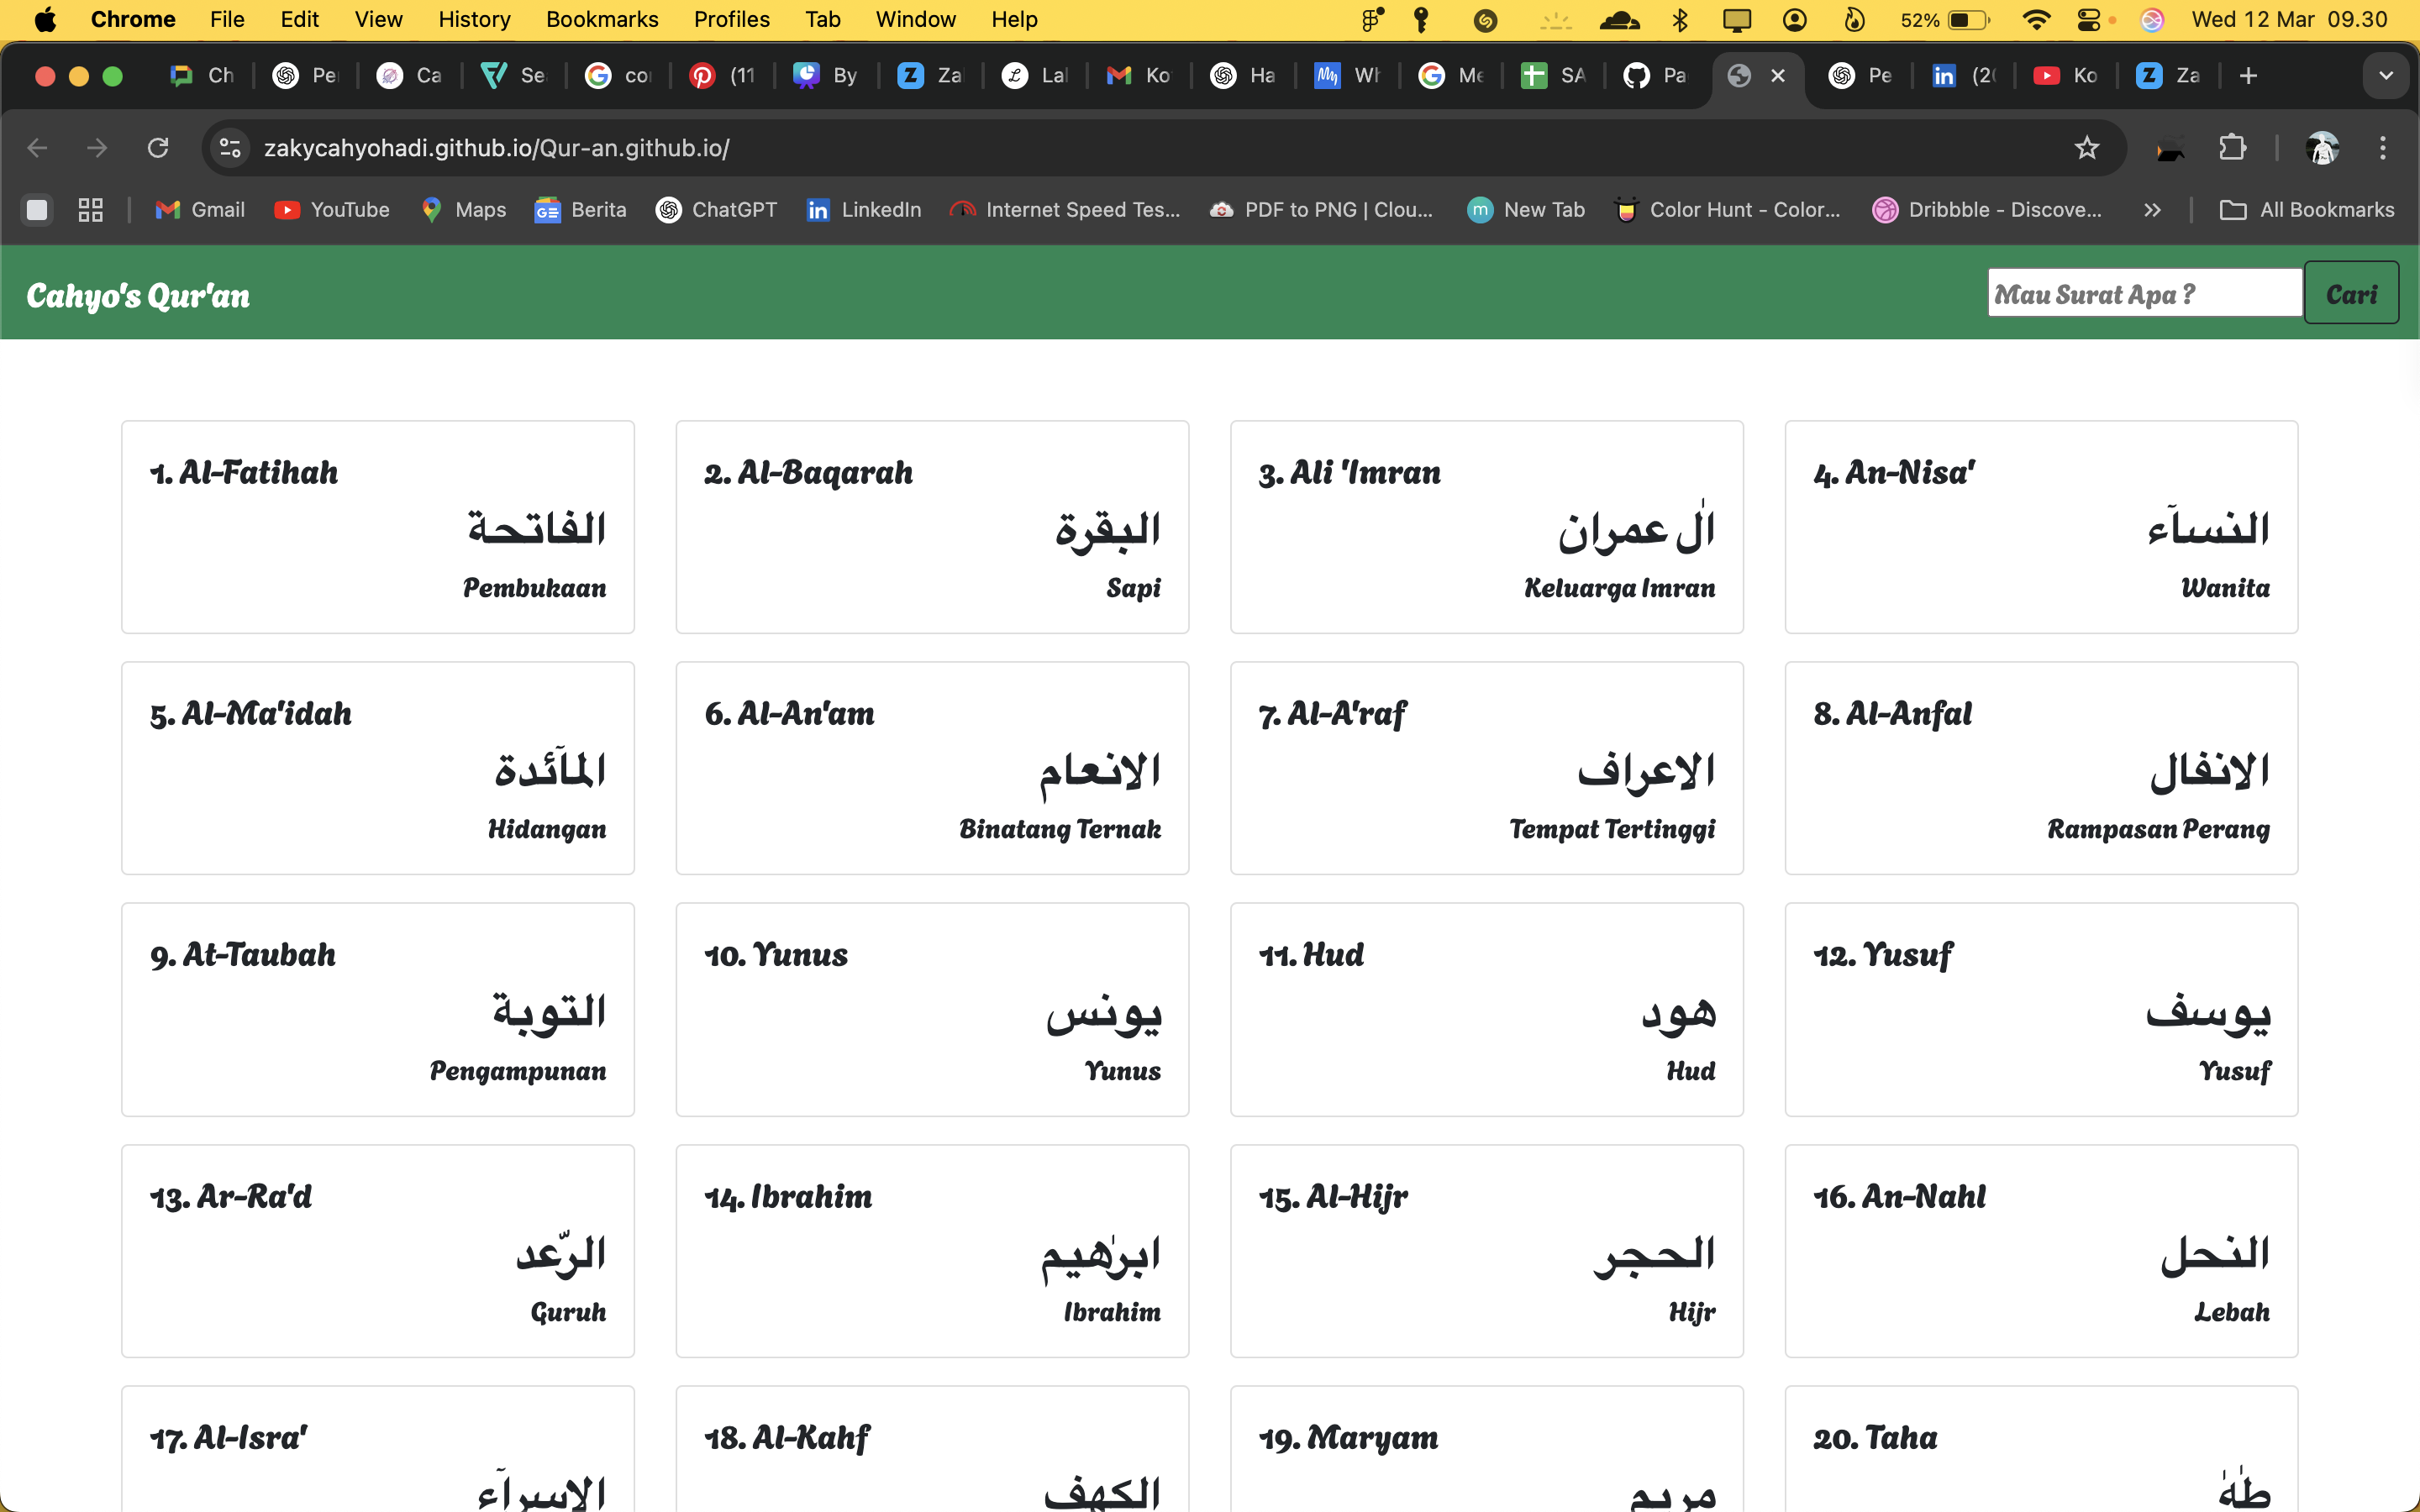 Chrome File Edit View History Bookmarks Profiles Tab Window Help 52% Wed 12 Mar 09.30
Ch Pe Ca Se co (11 By Za Lal Ko Ha Wh Me SA Pa Pe (20 Ko Za
zakycahyohadi.github.io/Qur-an.github.io/
Gmail YouTube Maps Berita ChatGPT LinkedIn Internet Speed Tes... PDF to PNG | Clou... New Tab Color Hunt - Color... Dribbble - Discove... All Bookmarks
Cahyo's Qur'an Mau Surat Apa ? Cari
1. Al-Fatihah
الفاتحة
Pembukaan
2. Al-Baqarah
البقرة
Sapi
3. Ali 'Imran
اٰل عمران
Keluarga Imran
4. An-Nisa'
النساۤء
Wanita
5. Al-Ma'idah
الماۤئدة
Hidangan
6. Al-An'am
الانعام
Binatang Ternak
7. Al-A'raf
الاعراف
Tempat Tertinggi
8. Al-Anfal
الانفال
Rampasan Perang
9. At-Taubah
التوبة
Pengampunan
10. Yunus
يونس
Yunus
11. Hud
هود
Hud
12. Yusuf
يوسف
Yusuf
13. Ar-Ra'd
الرّعد
Guruh
14. Ibrahim
ابرٰهيم
Ibrahim
15. Al-Hijr
الحجر
Hijr
16. An-Nahl
النحل
Lebah
17. Al-Isra'
الاسراۤء
18. Al-Kahf
الكهف
19. Maryam
مريم
20. Taha
طٰهٰ